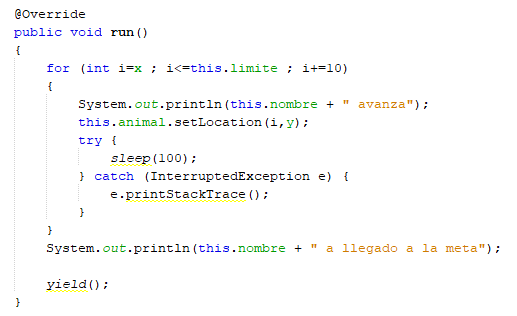 @Override
public void run()
{
for (int i=x ; i<=this.limite ; i+=10)
{
System.out.println(this.nombre + " avanza");
this.animal.setLocation(i,y);
try {
sleep(100);
} catch (InterruptedException e) {
e.printStackTrace();
}
}
System.out.println(this.nombre + " a llegado a la meta");
yield();
}